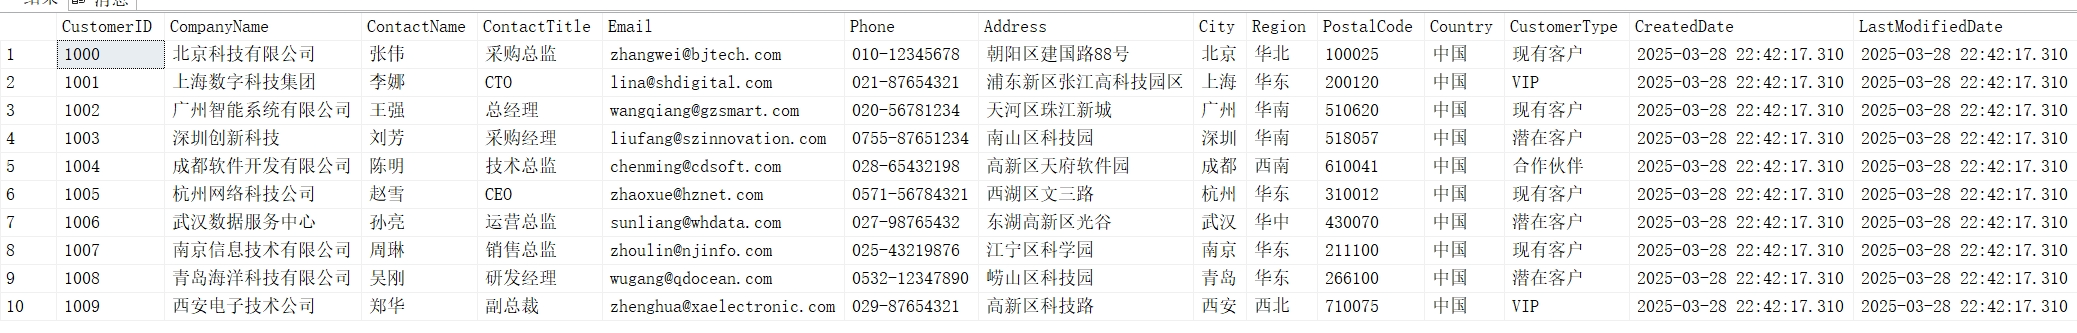 结果 消息
CustomerID CompanyName ContactName ContactTitle Email Phone Address City Region PostalCode Country CustomerType CreatedDate LastModifiedDate
1 1000 北京科技有限公司 张伟 采购总监 zhangwei@bjtech.com 010-12345678 朝阳区建国路88号 北京 华北 100025 中国 现有客户 2025-03-28 22:42:17.310 2025-03-28 22:42:17.310
2 1001 上海数字科技集团 李娜 CTO lina@shdigital.com 021-87654321 浦东新区张江高科技园区 上海 华东 200120 中国 VIP 2025-03-28 22:42:17.310 2025-03-28 22:42:17.310
3 1002 广州智能系统有限公司 王强 总经理 wangqiang@gzsmart.com 020-56781234 天河区珠江新城 广州 华南 510620 中国 现有客户 2025-03-28 22:42:17.310 2025-03-28 22:42:17.310
4 1003 深圳创新科技 刘芳 采购经理 liufang@szinnovation.com 0755-87651234 南山区科技园 深圳 华南 518057 中国 潜在客户 2025-03-28 22:42:17.310 2025-03-28 22:42:17.310
5 1004 成都软件开发有限公司 陈明 技术总监 chenming@cdsoft.com 028-65432198 高新区天府软件园 成都 西南 610041 中国 合作伙伴 2025-03-28 22:42:17.310 2025-03-28 22:42:17.310
6 1005 杭州网络科技公司 赵雪 CEO zhaoxue@hznet.com 0571-56784321 西湖区文三路 杭州 华东 310012 中国 现有客户 2025-03-28 22:42:17.310 2025-03-28 22:42:17.310
7 1006 武汉数据服务中心 孙亮 运营总监 sunliang@whdata.com 027-98765432 东湖高新区光谷 武汉 华中 430070 中国 潜在客户 2025-03-28 22:42:17.310 2025-03-28 22:42:17.310
8 1007 南京信息技术有限公司 周琳 销售总监 zhoulin@njinfo.com 025-43219876 江宁区科学园 南京 华东 211100 中国 现有客户 2025-03-28 22:42:17.310 2025-03-28 22:42:17.310
9 1008 青岛海洋科技有限公司 吴刚 研发经理 wugang@qdocean.com 0532-12347890 崂山区科技园 青岛 华东 266100 中国 潜在客户 2025-03-28 22:42:17.310 2025-03-28 22:42:17.310
10 1009 西安电子技术公司 郑华 副总裁 zhenghua@xaelectronic.com 029-87654321 高新区科技路 西安 西北 710075 中国 VIP 2025-03-28 22:42:17.310 2025-03-28 22:42:17.310